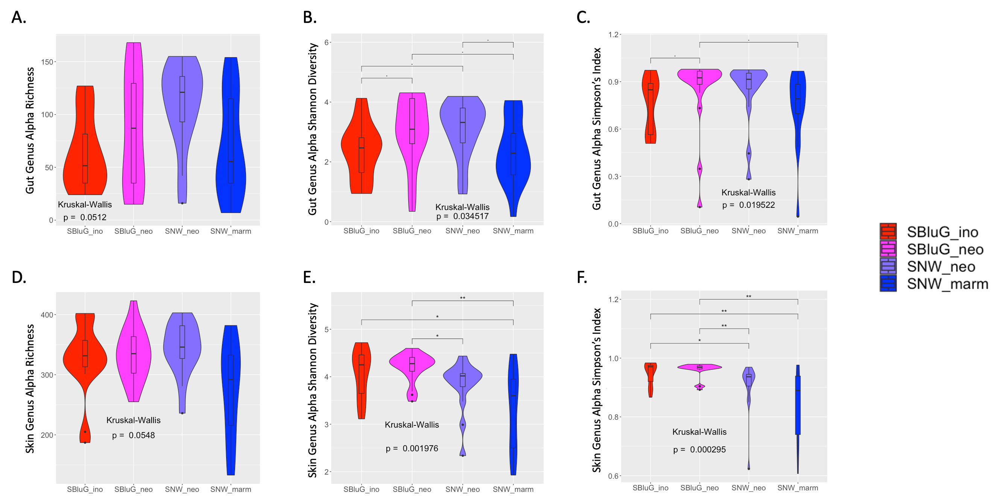 A.
Gut Genus Alpha Richness
150
100
50
0
Kruskal-Wallis
p = 0.0512
SBluG_ino SBluG_neo SNW_neo SNW_marm
B.
Gut Genus Alpha Shannon Diversity
6
4
2
0
.
.
.
.
Kruskal-Wallis
p = 0.034517
SBluG_ino SBluG_neo SNW_neo SNW_marm
C.
Gut Genus Alpha Simpson's Index
1.2
0.9
0.6
0.3
0.0
.
.
Kruskal-Wallis
p = 0.019522
SBluG_ino SBluG_neo SNW_neo SNW_marm
SBluG_ino
SBluG_neo
SNW_neo
SNW_marm
D.
Skin Genus Alpha Richness
400
300
200
Kruskal-Wallis
p = 0.0548
SBluG_ino SBluG_neo SNW_neo SNW_marm
E.
Skin Genus Alpha Shannon Diversity
5
4
3
2
**
*
*
Kruskal-Wallis
p = 0.001976
SBluG_ino SBluG_neo SNW_neo SNW_marm
F.
Skin Genus Alpha Simpson's Index
1.2
1.0
0.8
0.6
**
**
**
*
Kruskal-Wallis
p = 0.000295
SBluG_ino SBluG_neo SNW_neo SNW_marm